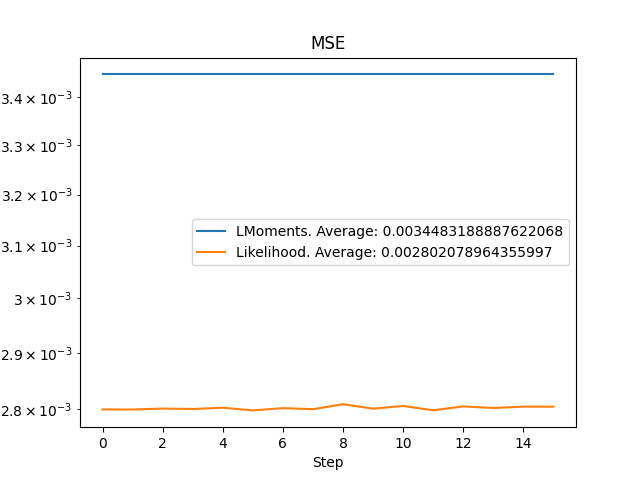 MSE
3.4 × 10⁻³
3.3 × 10⁻³
3.2 × 10⁻³
3.1 × 10⁻³
3 × 10⁻³
2.9 × 10⁻³
2.8 × 10⁻³
LMoments. Average: 0.0034483188887622068
Likelihood. Average: 0.002802078964355997
0 2 4 6 8 10 12 14
Step